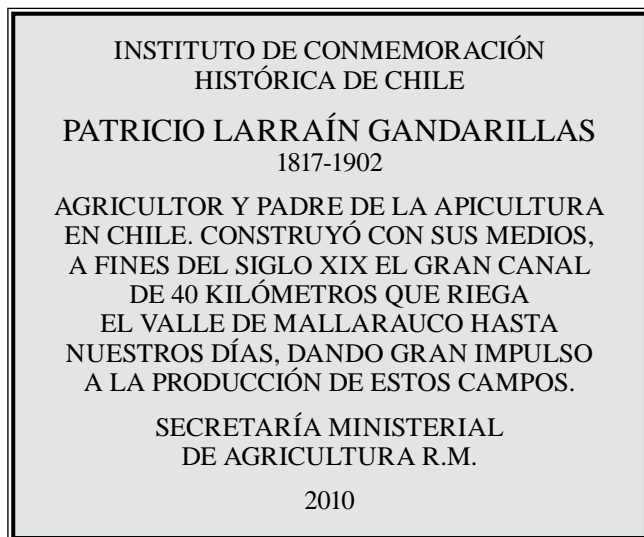 INSTITUTO DE CONMEMORACIÓN
HISTÓRICA DE CHILE
PATRICIO LARRAÍN GANDARILLAS
1817-1902
AGRICULTOR Y PADRE DE LA APICULTURA
EN CHILE. CONSTRUYÓ CON SUS MEDIOS,
A FINES DEL SIGLO XIX EL GRAN CANAL
DE 40 KILÓMETROS QUE RIEGA
EL VALLE DE MALLARAUCO HASTA
NUESTROS DÍAS, DANDO GRAN IMPULSO
A LA PRODUCCIÓN DE ESTOS CAMPOS.
SECRETARÍA MINISTERIAL
DE AGRICULTURA R.M.
2010